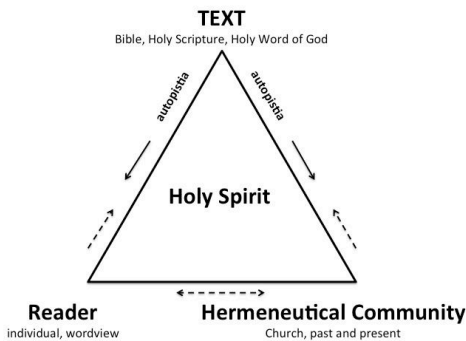 TEXT
Bible, Holy Scripture, Holy Word of God
autopistia
autopistia
Holy Spirit
Reader
individual, wordview
Hermeneutical Community
Church, past and present